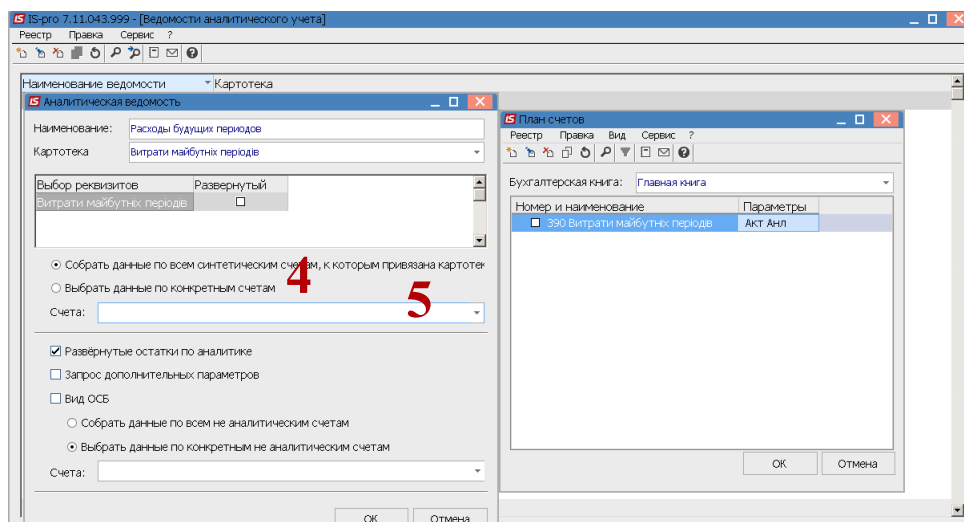 IS-pro 7.11.043.999 - [Ведомости аналитического учета]
Реестр Правка Сервис ?
Наименование ведомости Картотека
Аналитическая ведомость
Наименование: Расходы будущих периодов
Картотека Витрати майбутніх періодів
Выбор реквизитов Развернутый
Витрати майбутніх періодів
Собрать данные по всем синтетическим счетам, к которым привязана картотек
4
Выбрать данные по конкретным счетам
5
Счета:
Развёрнутые остатки по аналитике
Запрос дополнительных параметров
Вид ОСБ
Собрать данные по всем не аналитическим счетам
Выбрать данные по конкретным не аналитическим счетам
Счета:
ОК Отмена
План счетов
Реестр Правка Вид Сервис ?
Бухгалтерская книга: Главная книга
Номер и наименование Параметры
390 Витрати майбутніх періодів Акт Анл
ОК Отмена